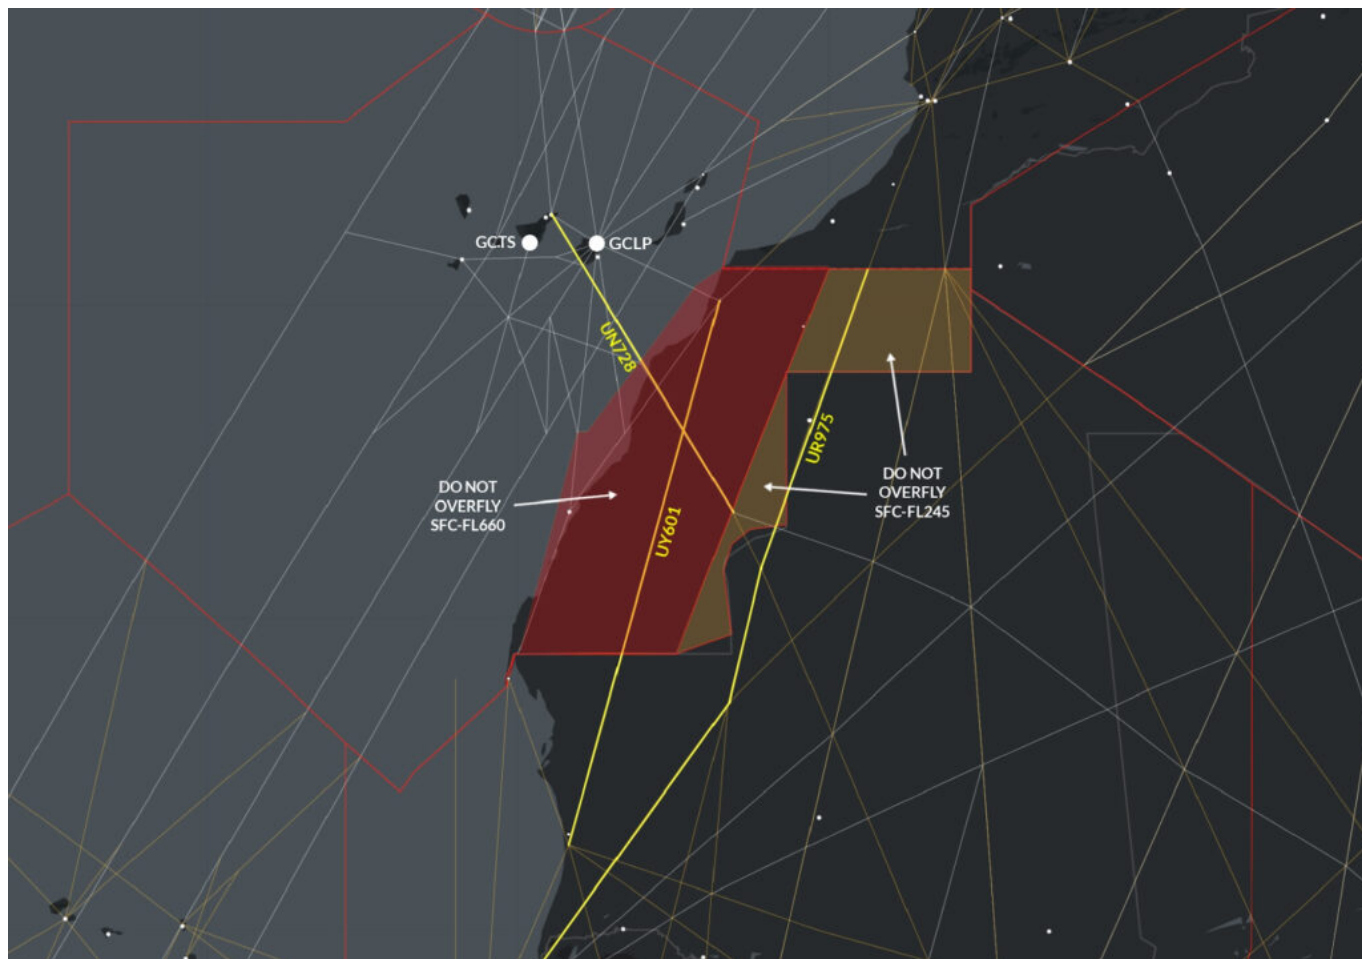 GCTS
GCLP
UN728
UR975
DO NOT
OVERFLY
SFC-FL660
UY601
DO NOT
OVERFLY
SFC-FL245